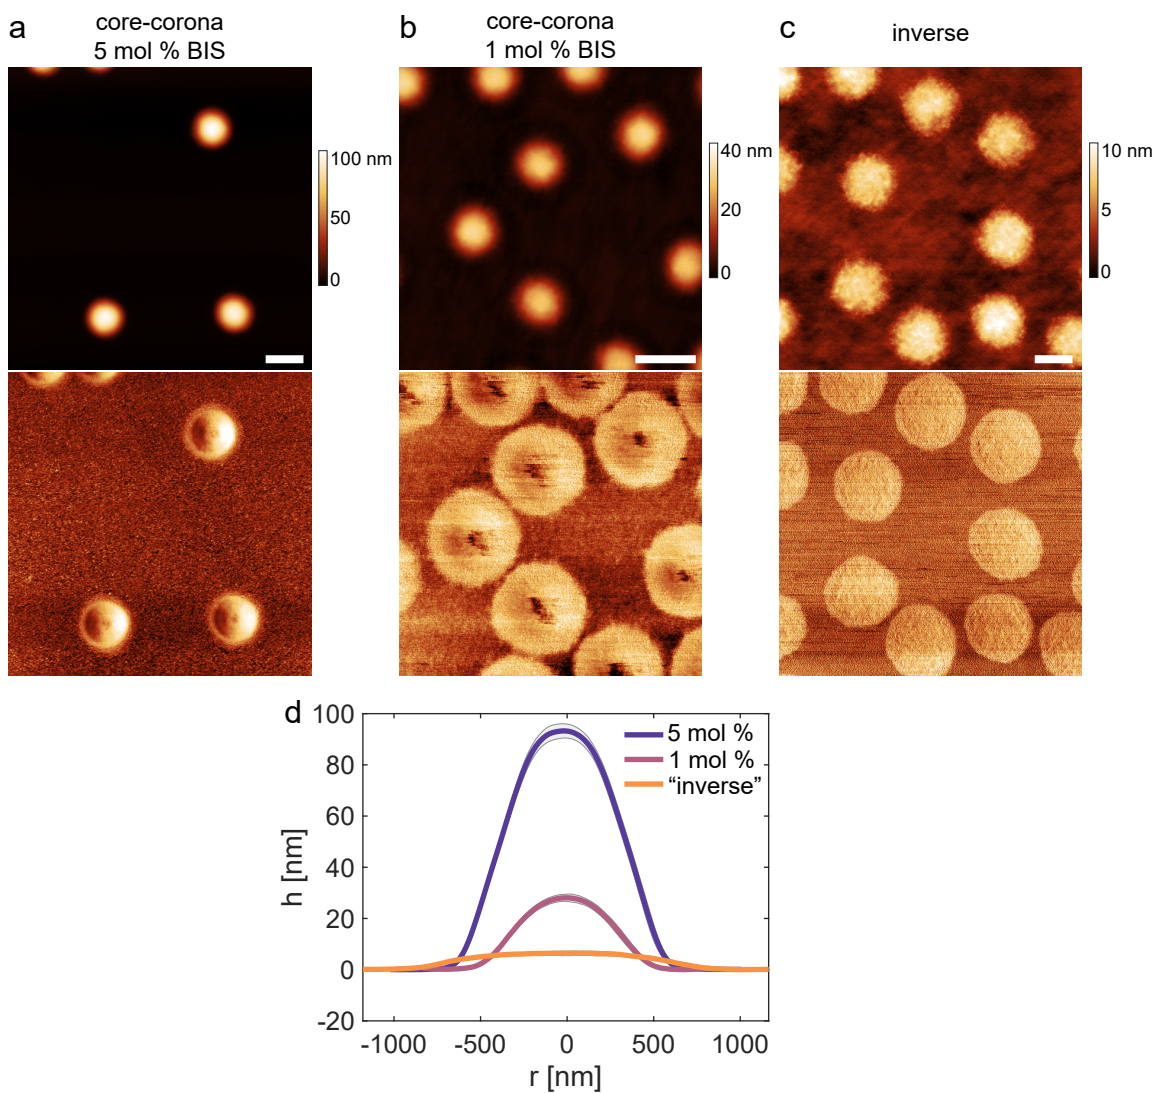 a
core-corona
5 mol % BIS
b
core-corona
1 mol % BIS
c
inverse
100 nm
50
0
40 nm
20
0
10 nm
5
0
d
100
80
60
40
20
0
-20
h [nm]
5 mol %
1 mol %
“inverse”
-1000
-500
0
500
1000
r [nm]